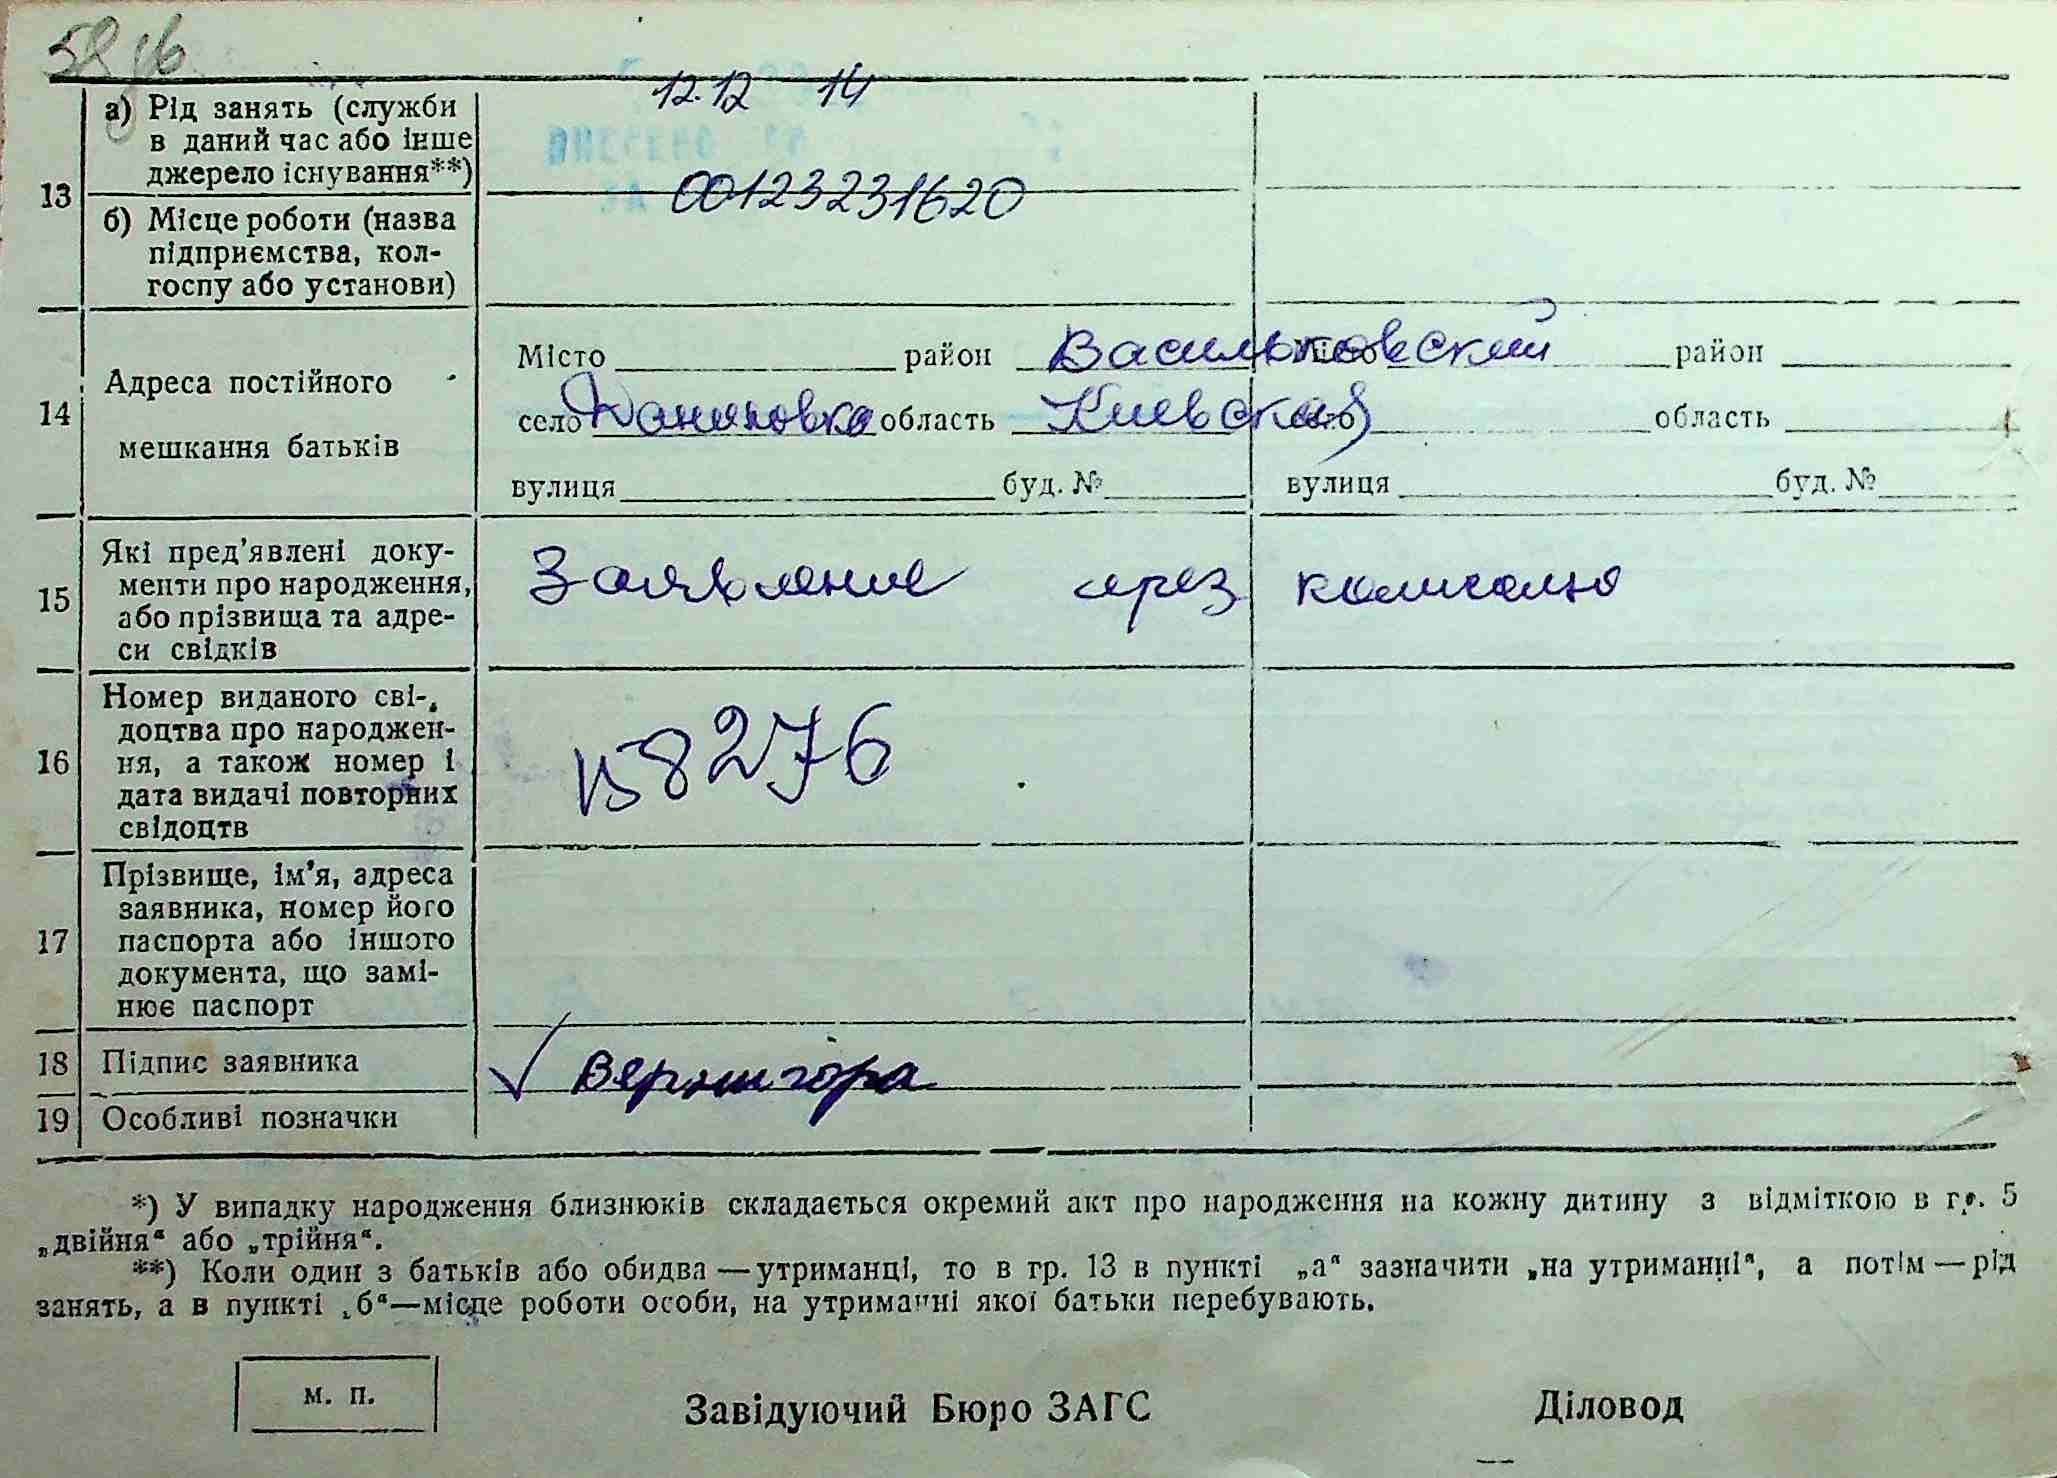 12.12 14
13
а) Рід занять (служби
в даний час або інше
джерело існування**)
00123231620
б) Місце роботи (назва
підприємства, кол-
госпу або установи)
14
Адреса постійного
мешкання батьків
Місто район Васильковский Місто район
село Даниловка область Киевская село область
вулиця буд. № вулиця буд. №
15
Які пред'явлені доку-
менти про народження,
або прізвища та адре-
си свідків
Заявление через комиссию
16
Номер виданого сві-
доцтва про народжен-
ня, а також номер і
дата видачі повторних
свідоцтв
8276
17
Прізвище, ім'я, адреса
заявника, номер його
паспорта або іншого
документа, що замі-
нює паспорт
18 Підпис заявника Вернигора
19 Особливі позначки
*) У випадку народження близнюків складається окремий акт про народження на кожну дитину з відміткою в гр. 5
„двійня“ або „трійня“.
**) Коли один з батьків або обидва—утриманці, то в гр. 13 в пункті „а“ зазначити „на утриманні“, а потім—рід
занять, а в пункті „б“—місце роботи особи, на утриманні якої батьки перебувають.
м. п. Завідуючий Бюро ЗАГС Діловод